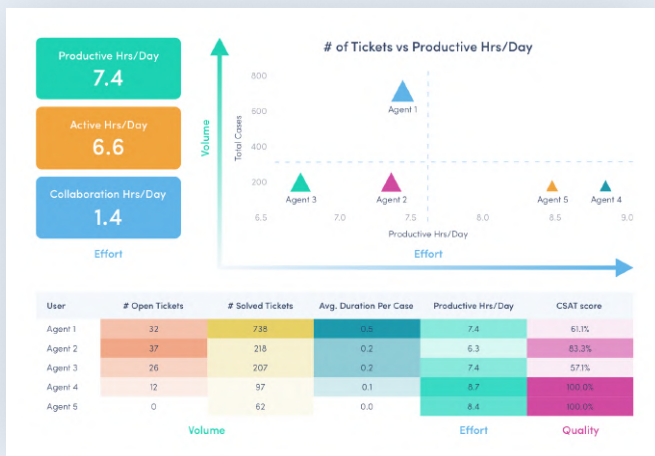 Productive Hrs/Day
7.4
Active Hrs/Day
6.6
Collaboration Hrs/Day
1.4
Effort
# of Tickets vs Productive Hrs/Day
Volume
Total Cases
800
600
400
200
Agent 1
Agent 3
Agent 2
Agent 5
Agent 4
6.5 7.0 7.5 8.0 8.5 9.0
Productive Hrs/Day
Effort
User # Open Tickets # Solved Tickets Avg. Duration Per Case Productive Hrs/Day CSAT score
Agent 1 32 738 0.5 7.4 61.1%
Agent 2 37 218 0.2 6.3 83.3%
Agent 3 26 207 0.2 7.4 57.1%
Agent 4 12 97 0.1 8.7 100.0%
Agent 5 0 62 0.0 8.4 100.0%
Volume Effort Quality